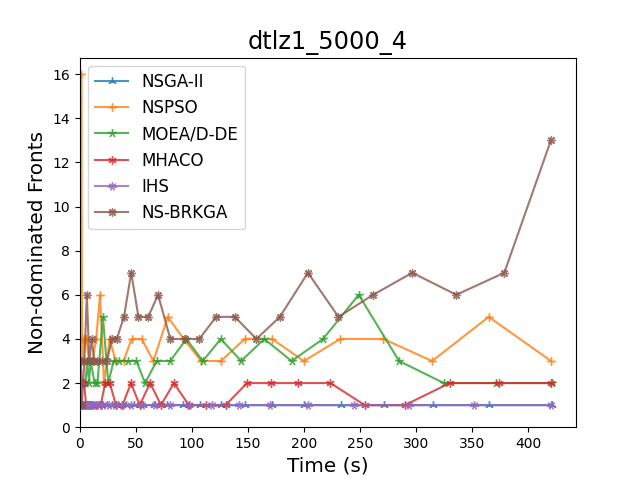 dtlz1_5000_4
16
14
12
10
8
6
4
2
0
Non-dominated Fronts
NSGA-II
NSPSO
MOEA/D-DE
MHACO
IHS
NS-BRKGA
0 50 100 150 200 250 300 350 400
Time (s)